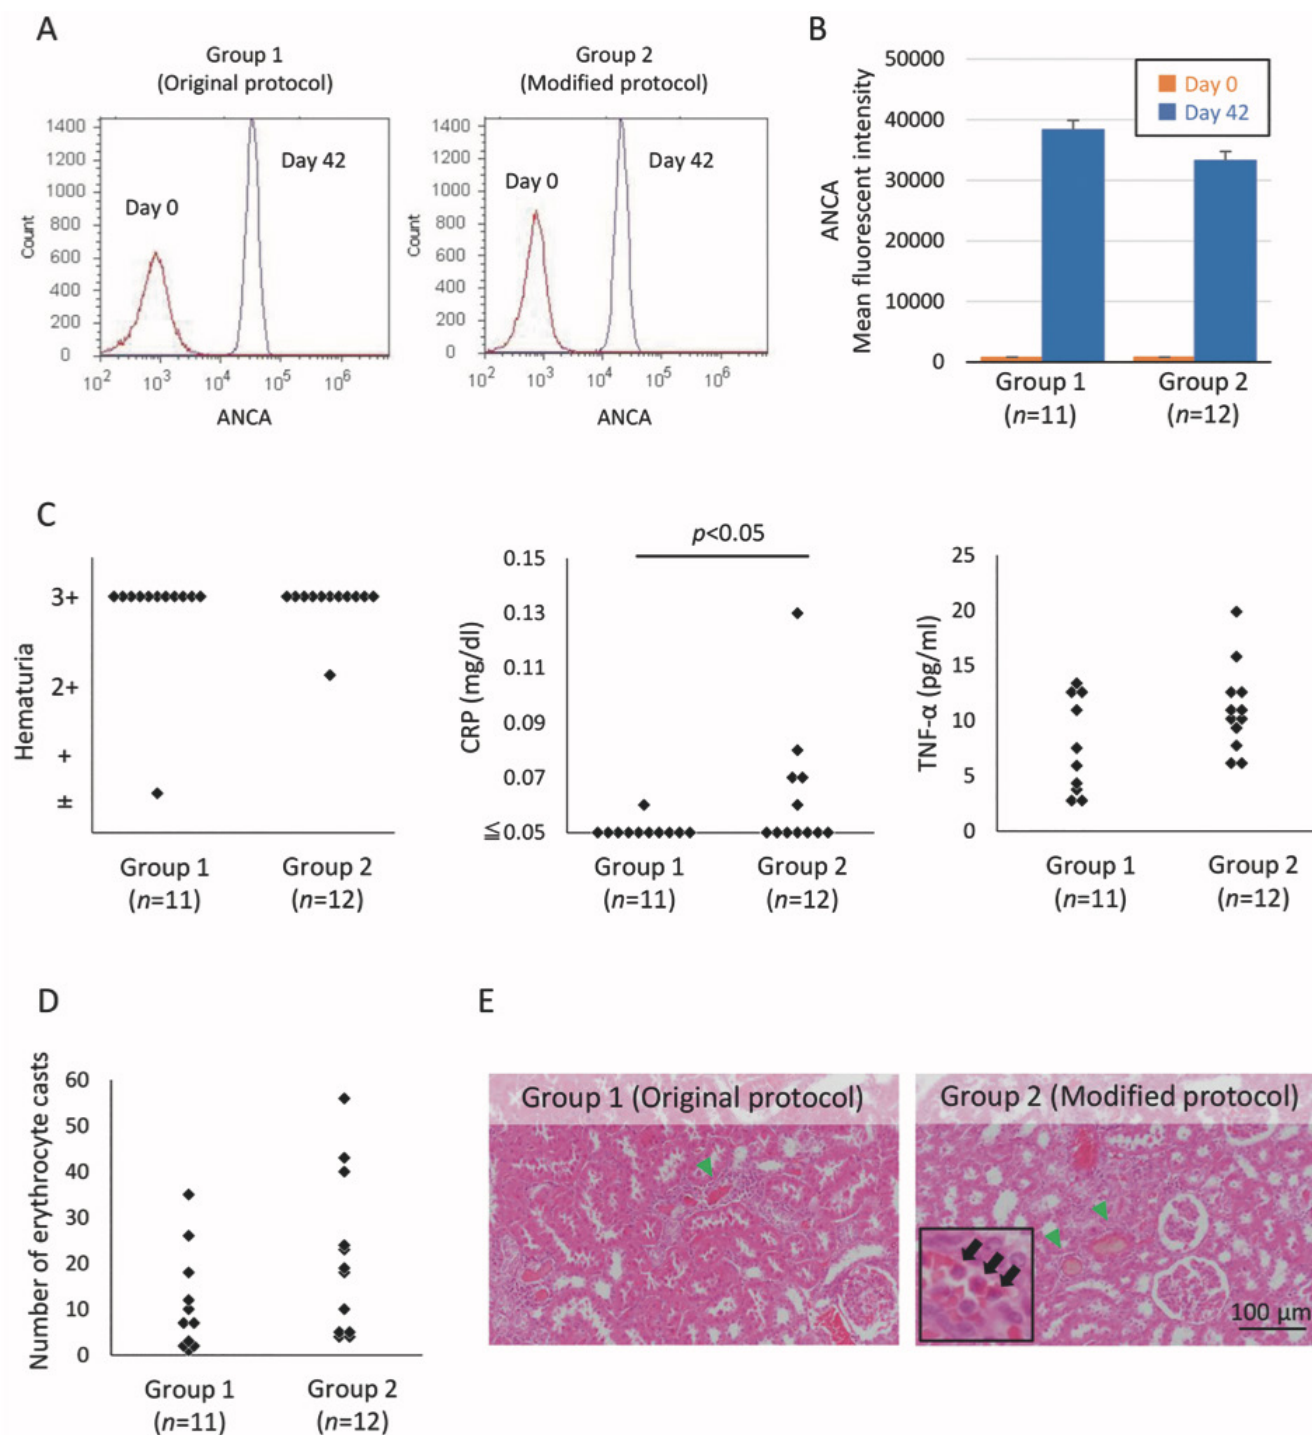 A
Group 1
(Original protocol)
1400
1200
1000
800
600
400
200
0
Count
Day 0
Day 42
10²
10³
10⁴
10⁵
10⁶
ANCA
Group 2
(Modified protocol)
1400
1200
1000
800
600
400
200
0
Count
Day 0
Day 42
10²
10³
10⁴
10⁵
10⁶
ANCA
B
ANCA
Mean fluorescent intensity
50000
40000
30000
20000
10000
0
Day 0
Day 42
Group 1
(n=11)
Group 2
(n=12)
C
Hematuria
3+
2+
+
±
Group 1
(n=11)
Group 2
(n=12)
p<0.05
CRP (mg/dl)
0.15
0.13
0.11
0.09
0.07
≦0.05
Group 1
(n=11)
Group 2
(n=12)
TNF-α (pg/ml)
25
20
15
10
5
0
Group 1
(n=11)
Group 2
(n=12)
D
Number of erythrocyte casts
60
50
40
30
20
10
0
Group 1
(n=11)
Group 2
(n=12)
E
Group 1 (Original protocol)
Group 2 (Modified protocol)
100 μm